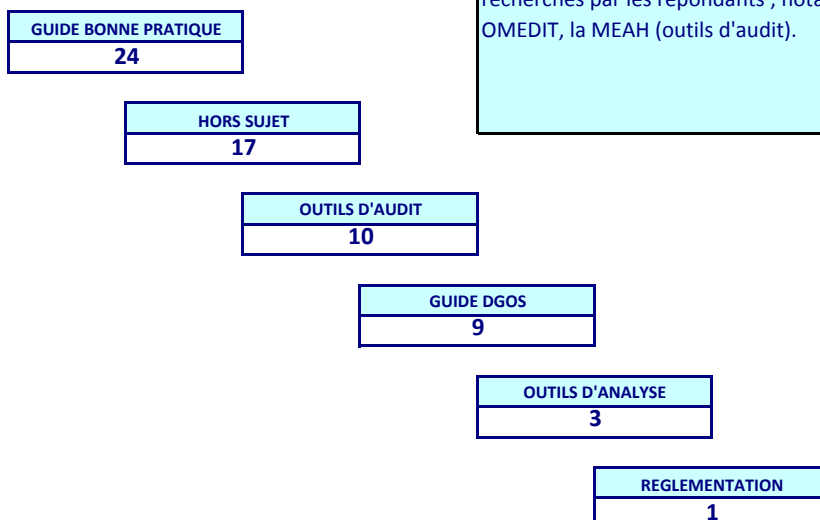 recherchés par les répondants ; nota
OMEDIT, la MEAH (outils d'audit).
GUIDE BONNE PRATIQUE
24
HORS SUJET
17
OUTILS D'AUDIT
10
GUIDE DGOS
9
OUTILS D'ANALYSE
3
REGLEMENTATION
1